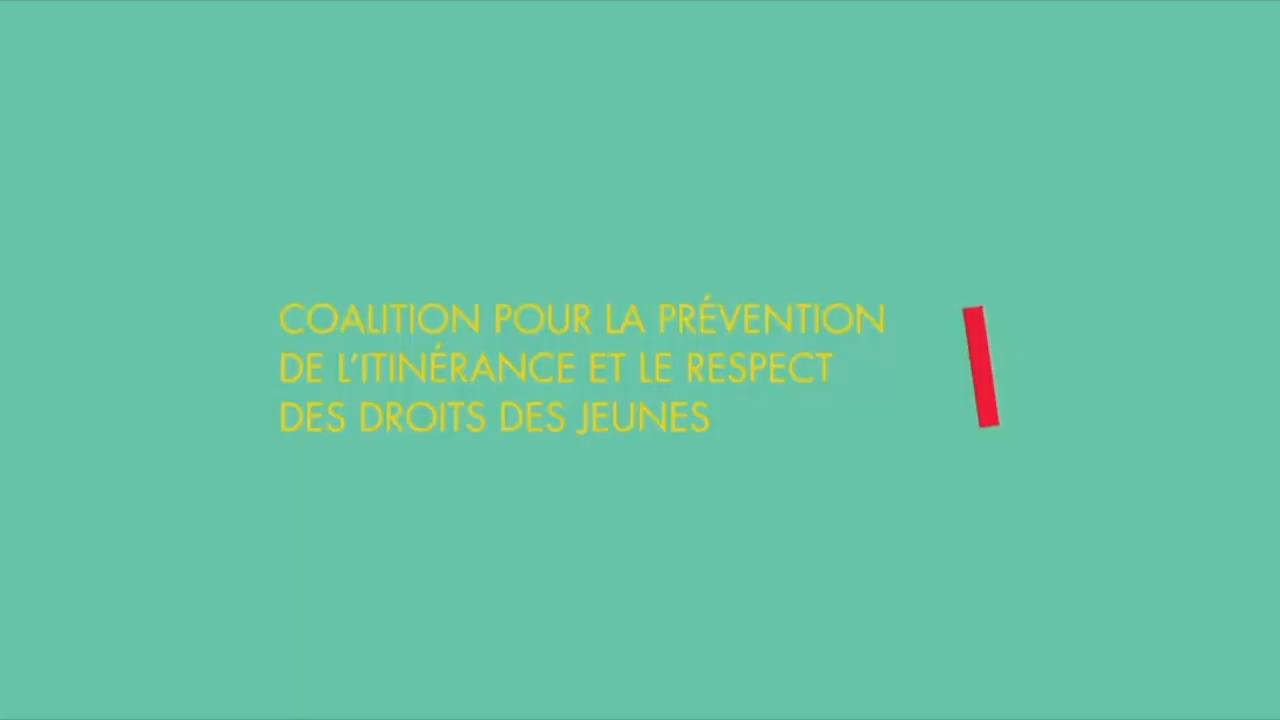 COALITION POUR LA PRÉVENTION
DE L'ITINÉRANCE ET LE RESPECT
DES DROITS DES JEUNES